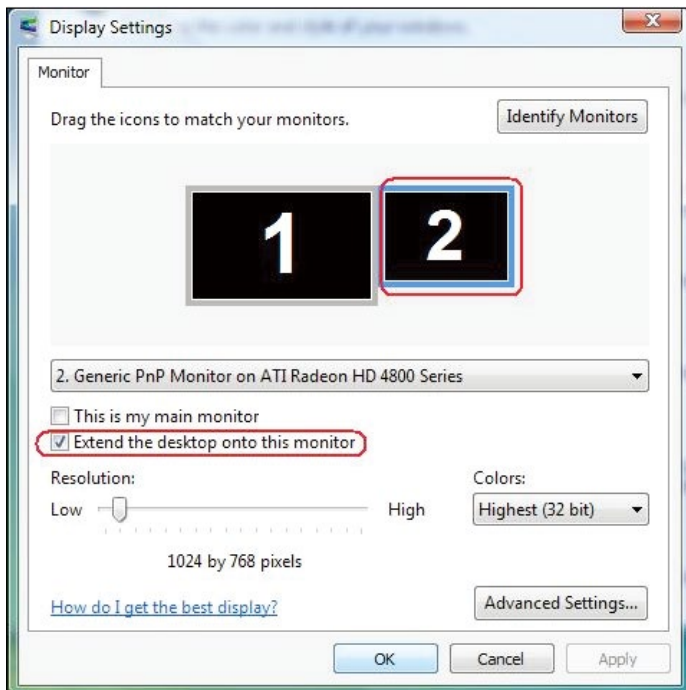 Display Settings
Monitor
Drag the icons to match your monitors.
Identify Monitors
1
2
2. Generic PnP Monitor on ATI Radeon HD 4800 Series
This is my main monitor
Extend the desktop onto this monitor
Resolution:
Colors:
Low
High
Highest (32 bit)
1024 by 768 pixels
How do I get the best display?
Advanced Settings...
OK
Cancel
Apply